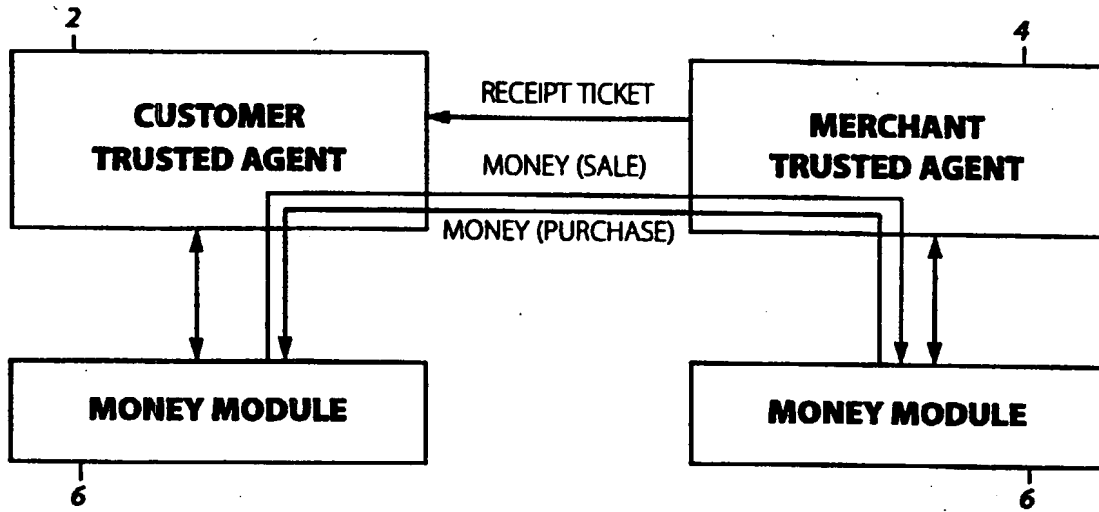 2
4
CUSTOMER
TRUSTED AGENT
RECEIPT TICKET
MERCHANT
TRUSTED AGENT
MONEY (SALE)
MONEY (PURCHASE)
MONEY MODULE
MONEY MODULE
6
6